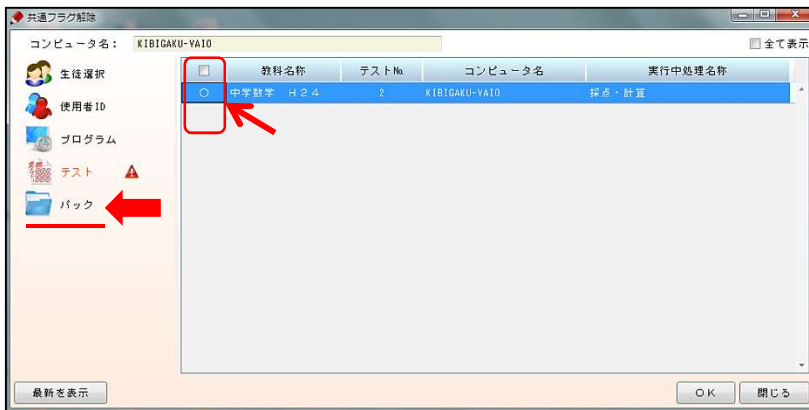 共通フラグ解除
コンピュータ名： KIBIGAKU-VAIO 全て表示
生徒選択
使用者ID
プログラム
テスト
パック
教科名称 テスト№ コンピュータ名 実行中処理名称
○ 中学数学 Ｈ２４ 2 KIBIGAKU-VAIO 採点・計算
最新を表示 ＯＫ 閉じる